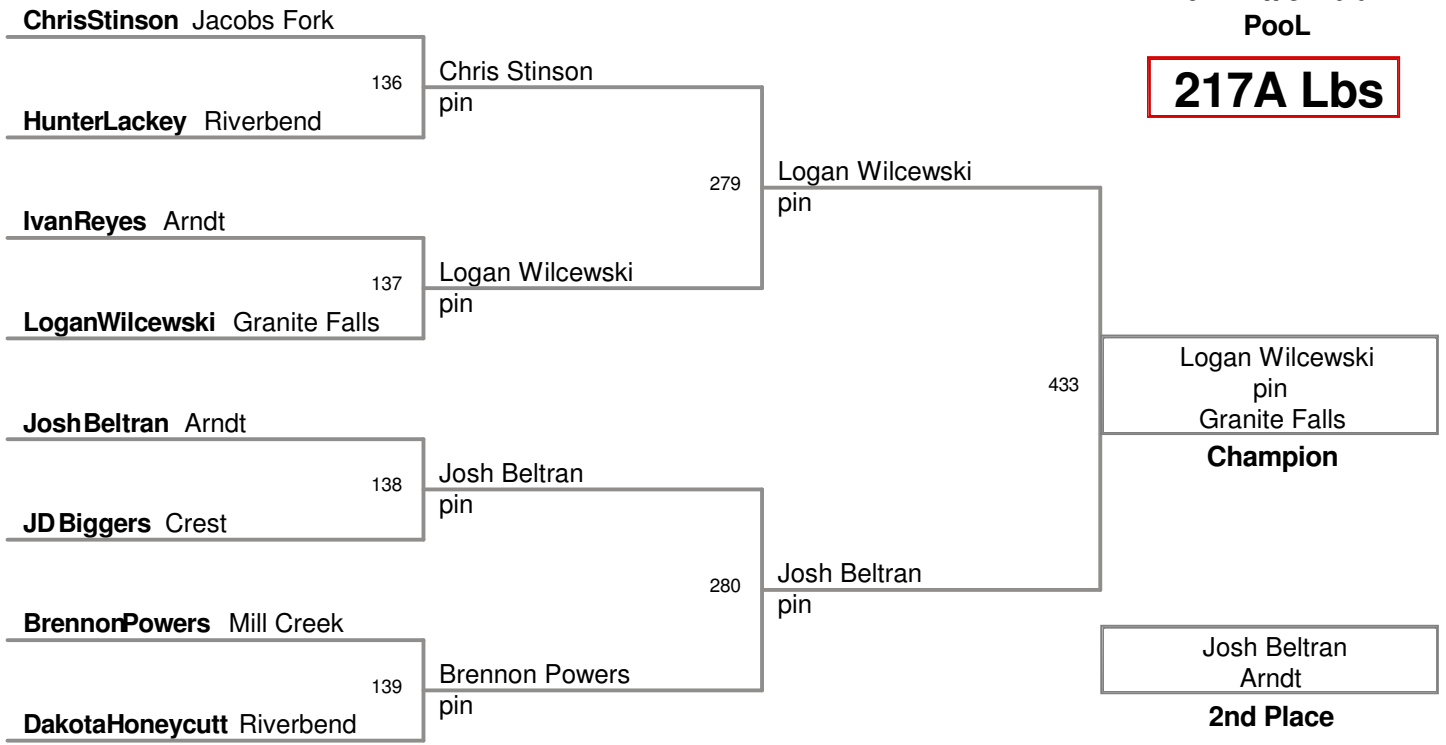 PooL
217A Lbs
ChrisStinson Jacobs Fork
136
Chris Stinson
pin
HunterLackey Riverbend
279
Logan Wilcewski
pin
IvanReyes Arndt
137
Logan Wilcewski
pin
LoganWilcewski Granite Falls
433
Logan Wilcewski
pin
Granite Falls
Champion
JoshBeltran Arndt
138
Josh Beltran
pin
JD Biggers Crest
280
Josh Beltran
pin
BrennonPowers Mill Creek
139
Brennon Powers
pin
DakotaHoneycutt Riverbend
Josh Beltran
Arndt
2nd Place